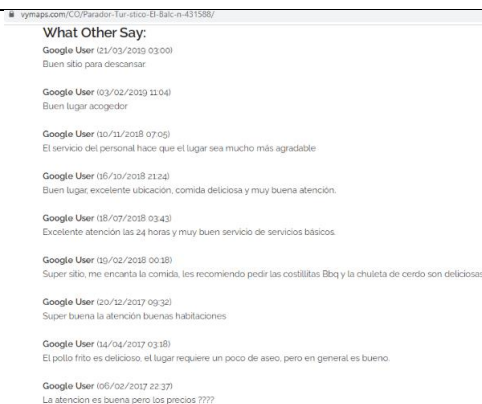 vymaps.com/CO/Parador-Tur-stico-El-Balc-n-431588/
What Other Say:
Google User (21/03/2019 03:00)
Buen sitio para descansar
Google User (03/02/2019 11:04)
Buen lugar acogedor
Google User (10/11/2018 07:05)
El servicio del personal hace que el lugar sea mucho más agradable
Google User (16/10/2018 21:24)
Buen lugar, excelente ubicación, comida deliciosa y muy buena atención.
Google User (18/07/2018 03:43)
Excelente atención las 24 horas y muy buen servicio de servicios básicos.
Google User (19/02/2018 00:18)
Super sitio, me encanta la comida, les recomiendo pedir las costillitas Bbq y la chuleta de cerdo son deliciosas
Google User (20/12/2017 09:32)
Super buena la atención buenas habitaciones
Google User (14/04/2017 03:18)
El pollo frito es delicioso, el lugar requiere un poco de aseo, pero en general es bueno.
Google User (06/02/2017 22:37)
La atencion es buena pero los precios ????